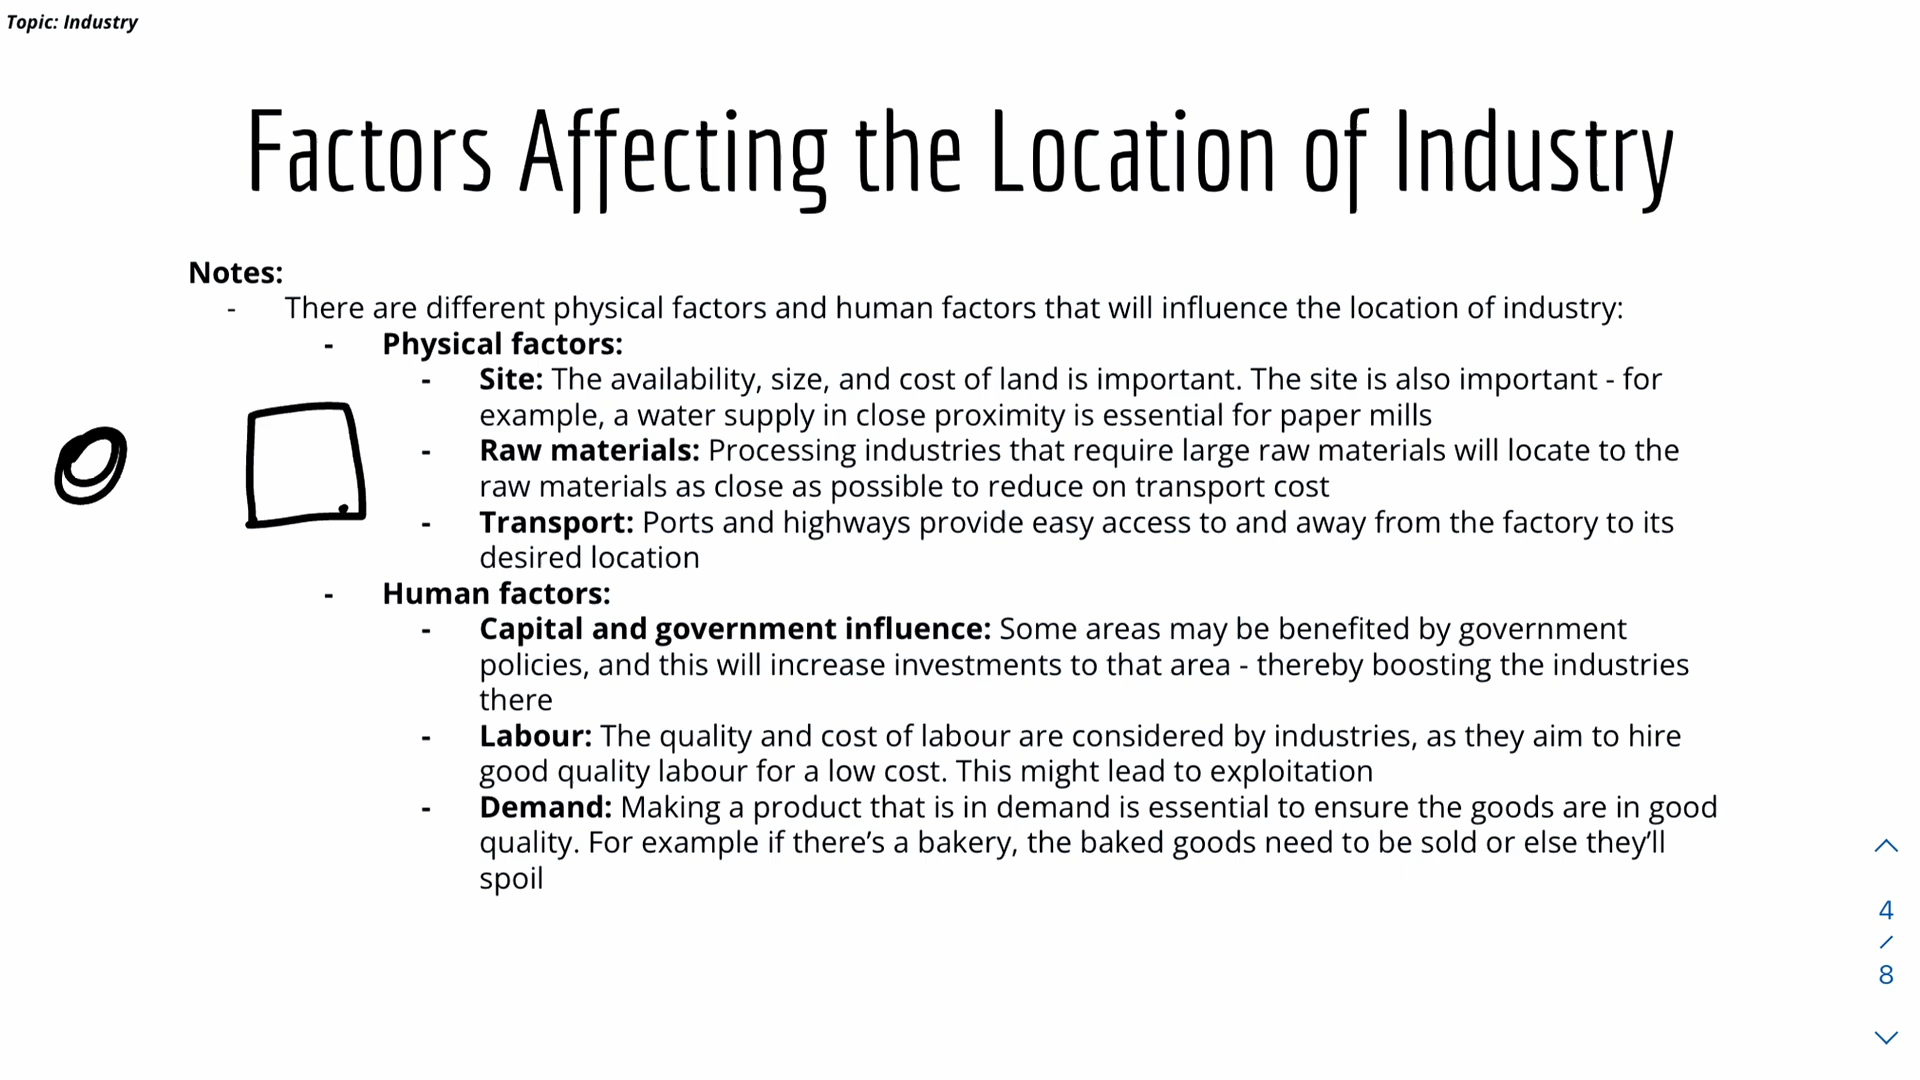 Topic: Industry
Factors Affecting the Location of Industry
Notes:
- There are different physical factors and human factors that will influence the location of industry:
- Physical factors:
- Site: The availability, size, and cost of land is important. The site is also important - for
example, a water supply in close proximity is essential for paper mills
- Raw materials: Processing industries that require large raw materials will locate to the
raw materials as close as possible to reduce on transport cost
- Transport: Ports and highways provide easy access to and away from the factory to its
desired location
- Human factors:
- Capital and government influence: Some areas may be benefited by government
policies, and this will increase investments to that area - thereby boosting the industries
there
- Labour: The quality and cost of labour are considered by industries, as they aim to hire
good quality labour for a low cost. This might lead to exploitation
- Demand: Making a product that is in demand is essential to ensure the goods are in good
quality. For example if there’s a bakery, the baked goods need to be sold or else they’ll
spoil
4
/
8